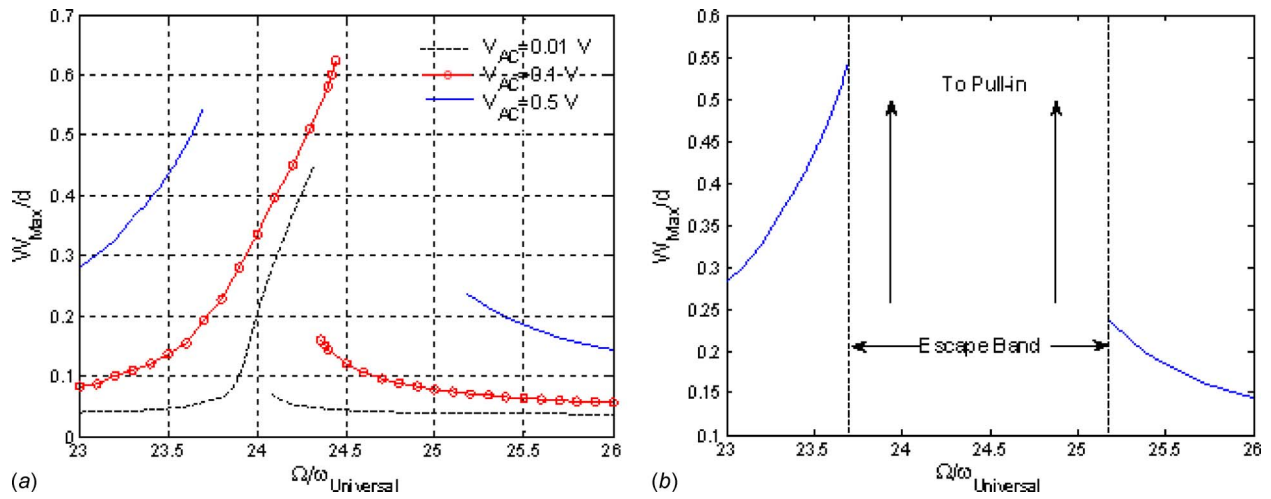 0.7
0.6
0.5
0.4
0.3
0.2
0.1
0
W_Max/d
V_AC=0.01 V
V_AC=0.1 V
V_AC=0.5 V
23 23.5 24 24.5 25 25.5 26
Ω/ω_Universal
(a)
0.6
0.55
0.5
0.45
0.4
0.35
0.3
0.25
0.2
0.15
0.1
W_Max/d
To Pull-in
Escape Band
23 23.5 24 24.5 25 25.5 26
Ω/ω_Universal
(b)